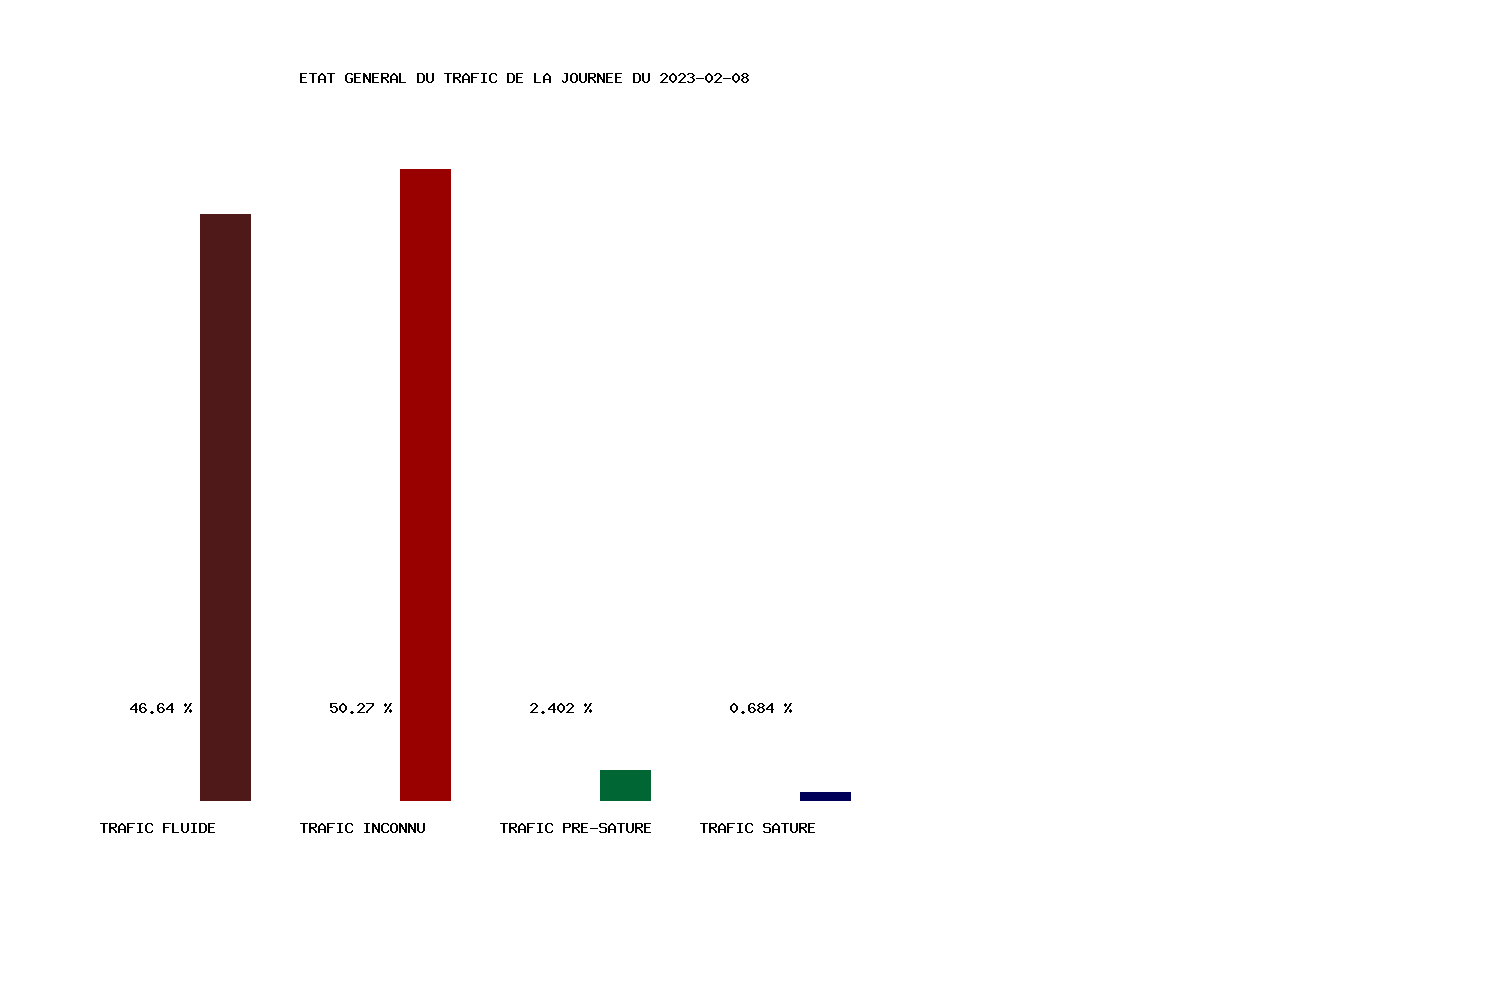 ETAT GENERAL DU TRAFIC DE LA JOURNEE DU 2023-02-08
46.64 % 50.27 % 2.402 % 0.684 %
TRAFIC FLUIDE TRAFIC INCONNU TRAFIC PRE-SATURE TRAFIC SATURE